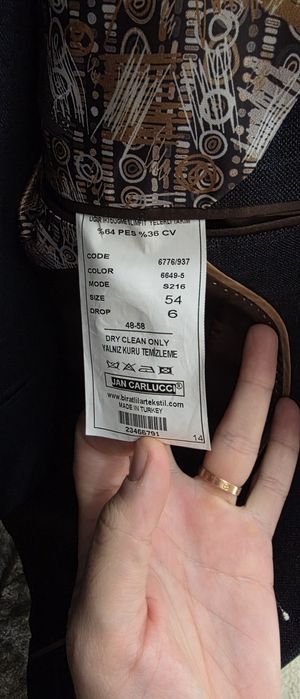 %64 PES %36 CV
CODE 6776/937
COLOR 6649-5
MODE S216
SIZE 54
DROP 6
48-58
DRY CLEAN ONLY
YALNIZ KURU TEMİZLEME
JAN CARLUCCI®
www.biratlilartekstil.com
MADE IN TURKEY
23466791
14